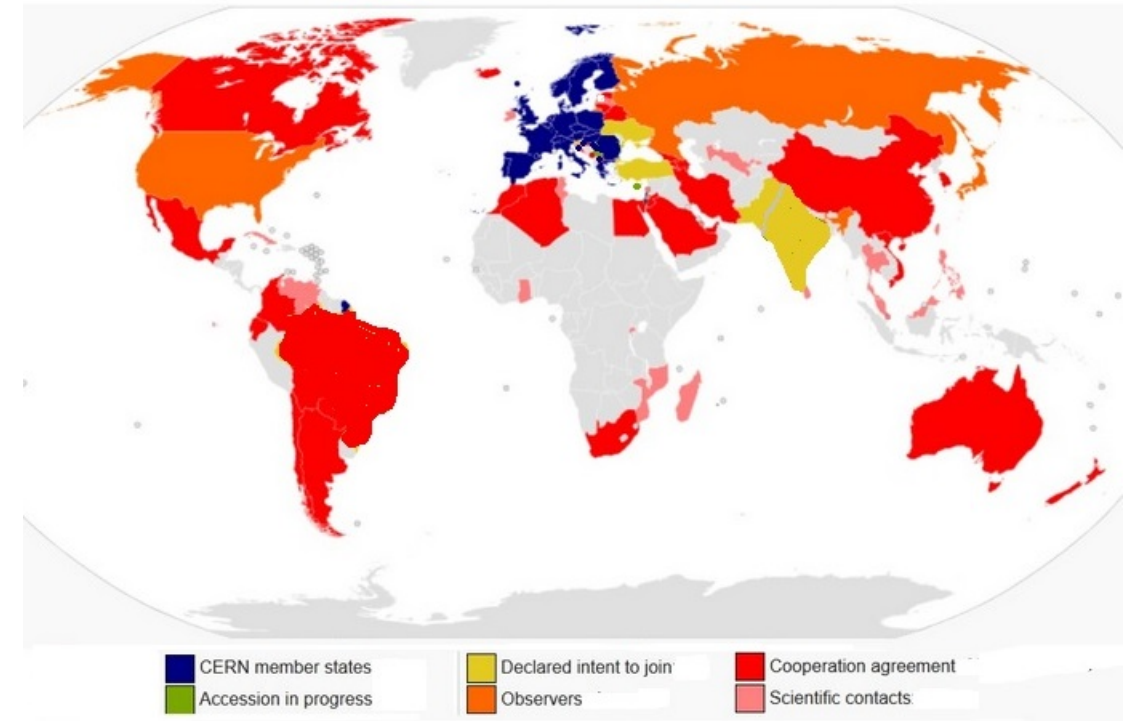 CERN member states
Accession in progress
Declared intent to join
Observers
Cooperation agreement
Scientific contacts